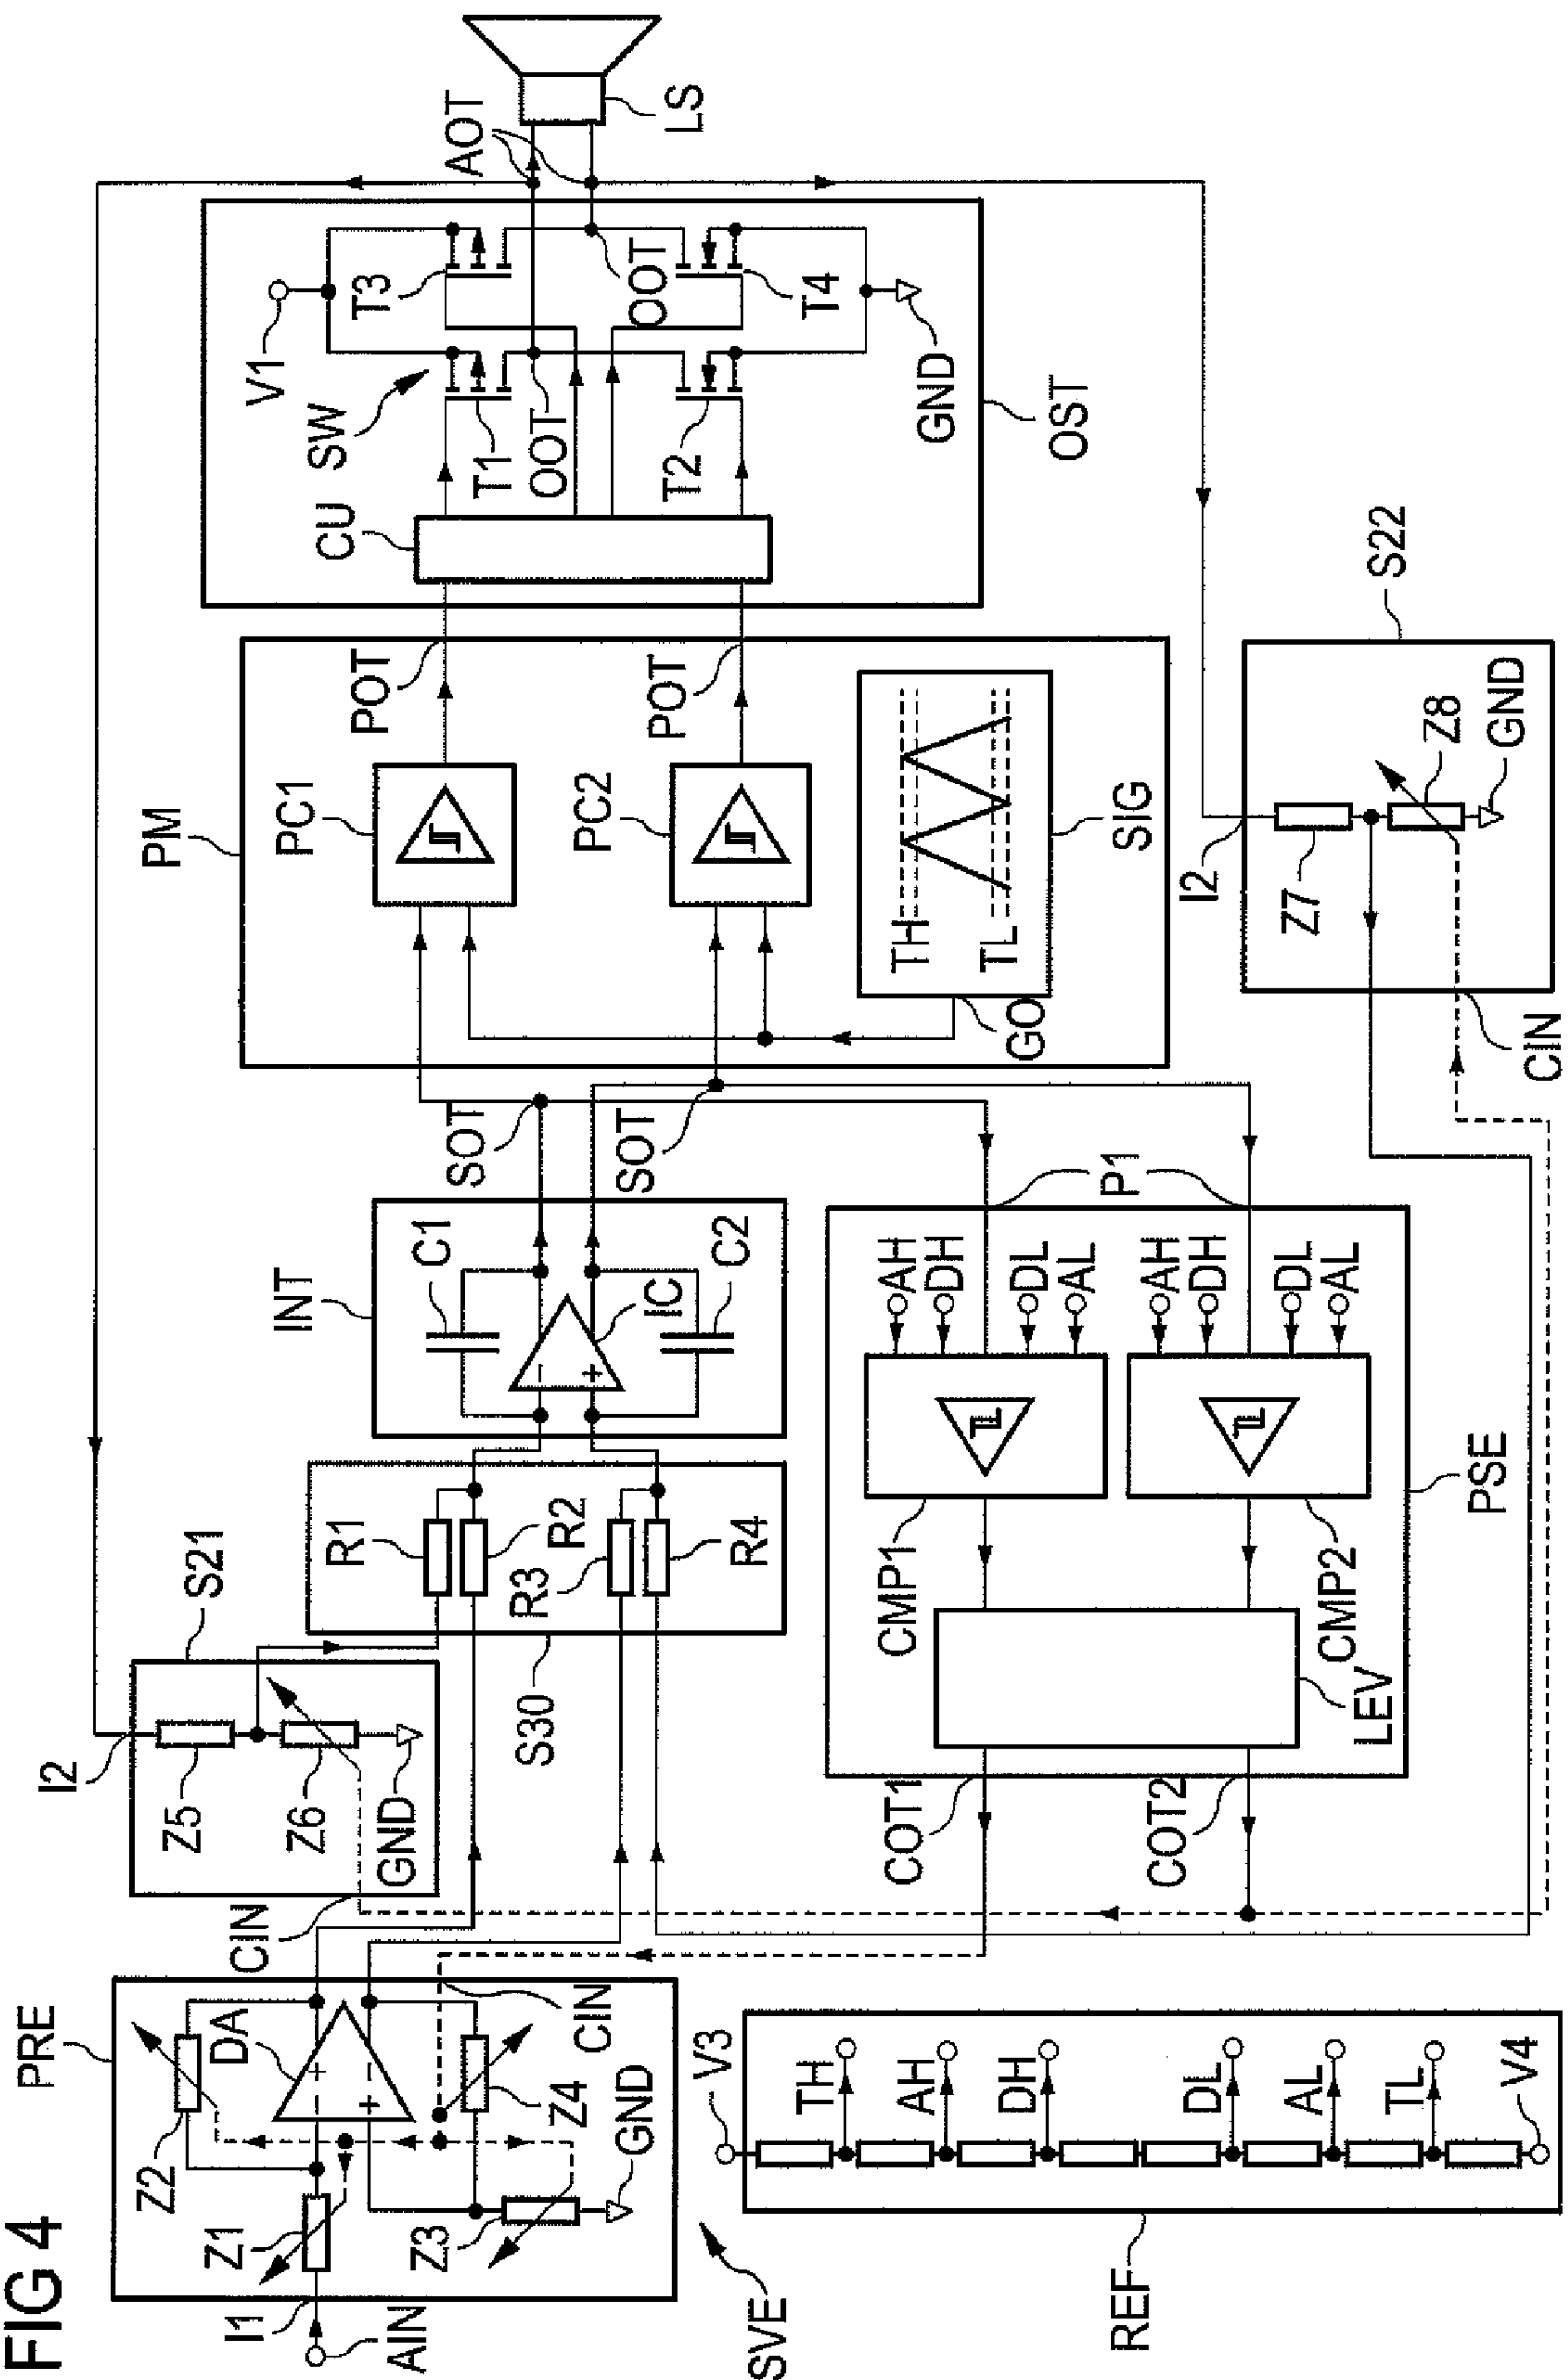 FIG 4
AIN
I1
PRE
Z1
Z2
DA
Z3
Z4
GND
CIN
SVE
CIN
I2
Z5
Z6
GND
S21
S30
R1
R2
R3
R4
INT
C1
IC
C2
SOT
SOT
PM
PC1
PC2
POT
POT
TH
TL
GO
SIG
CU
SW
V1
T1
T2
T3
T4
OOT
OOT
GND
OST
AOT
LS
REF
V3
TH
AH
DH
DL
AL
TL
V4
COT1
COT2
LEV
CMP1
CMP2
PSE
AH
DH
DL
AL
AH
DH
DL
AL
P1
I2
Z7
Z8
GND
CIN
S22